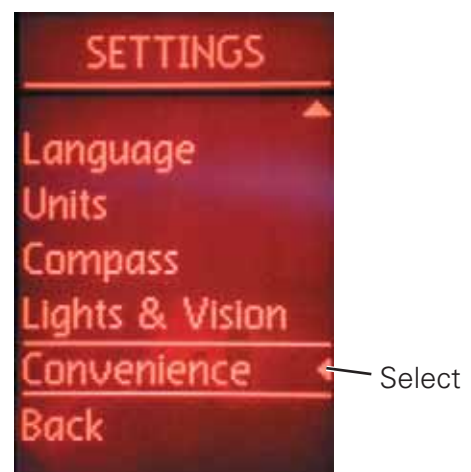 SETTINGS
Language
Units
Compass
Lights & Vision
Convenience
Select
Back